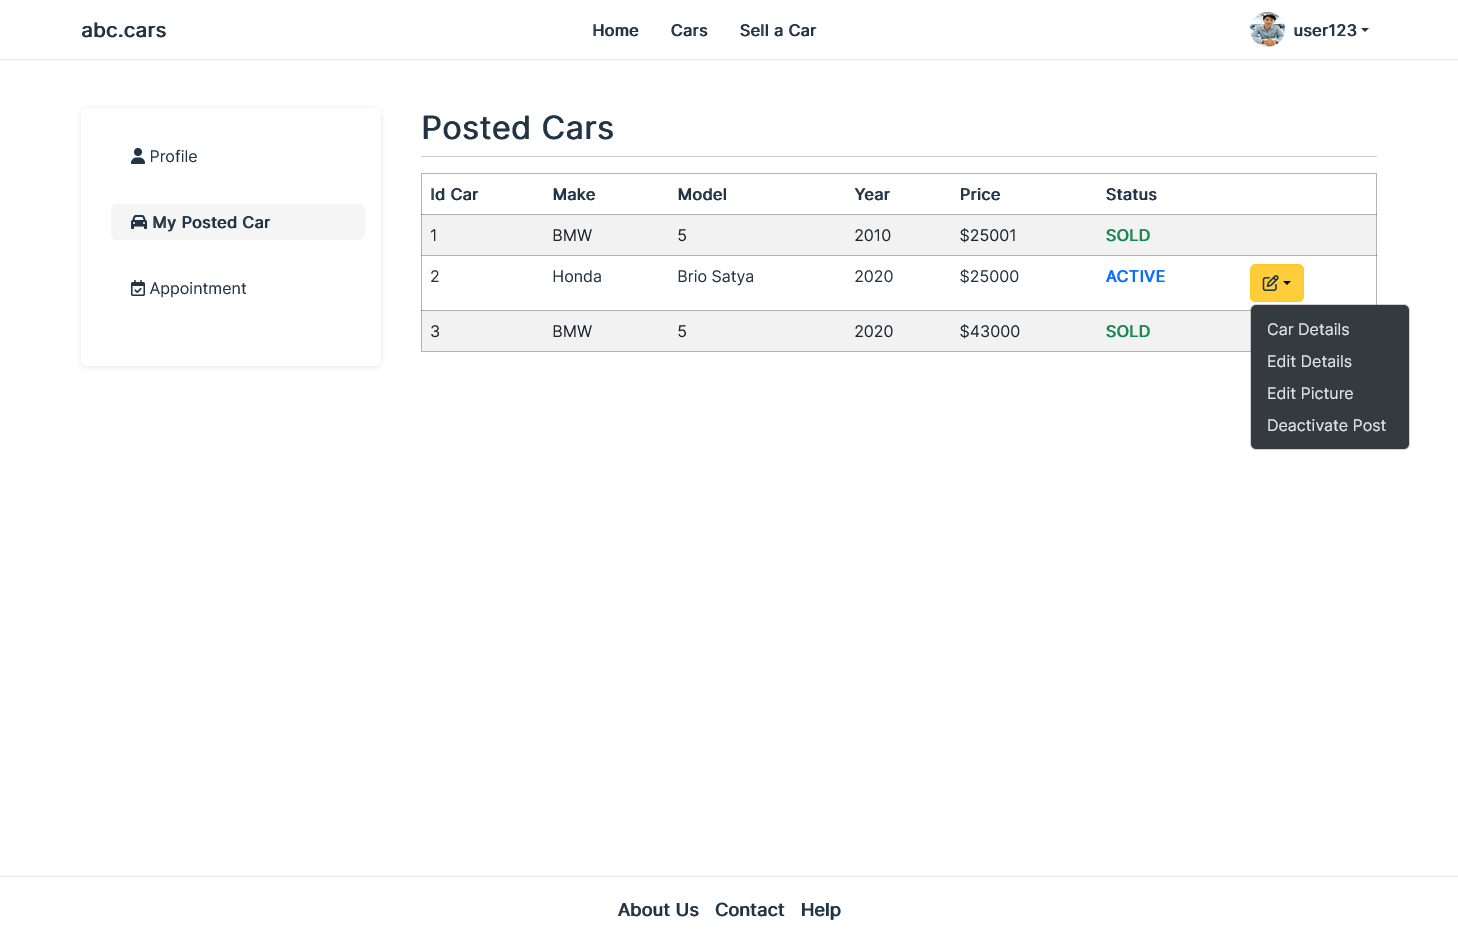 abc.cars Home Cars Sell a Car user123
Profile
My Posted Car
Appointment
Posted Cars
Id Car Make Model Year Price Status
1 BMW 5 2010 $25001 SOLD
2 Honda Brio Satya 2020 $25000 ACTIVE
3 BMW 5 2020 $43000 SOLD
Car Details
Edit Details
Edit Picture
Deactivate Post
About Us Contact Help